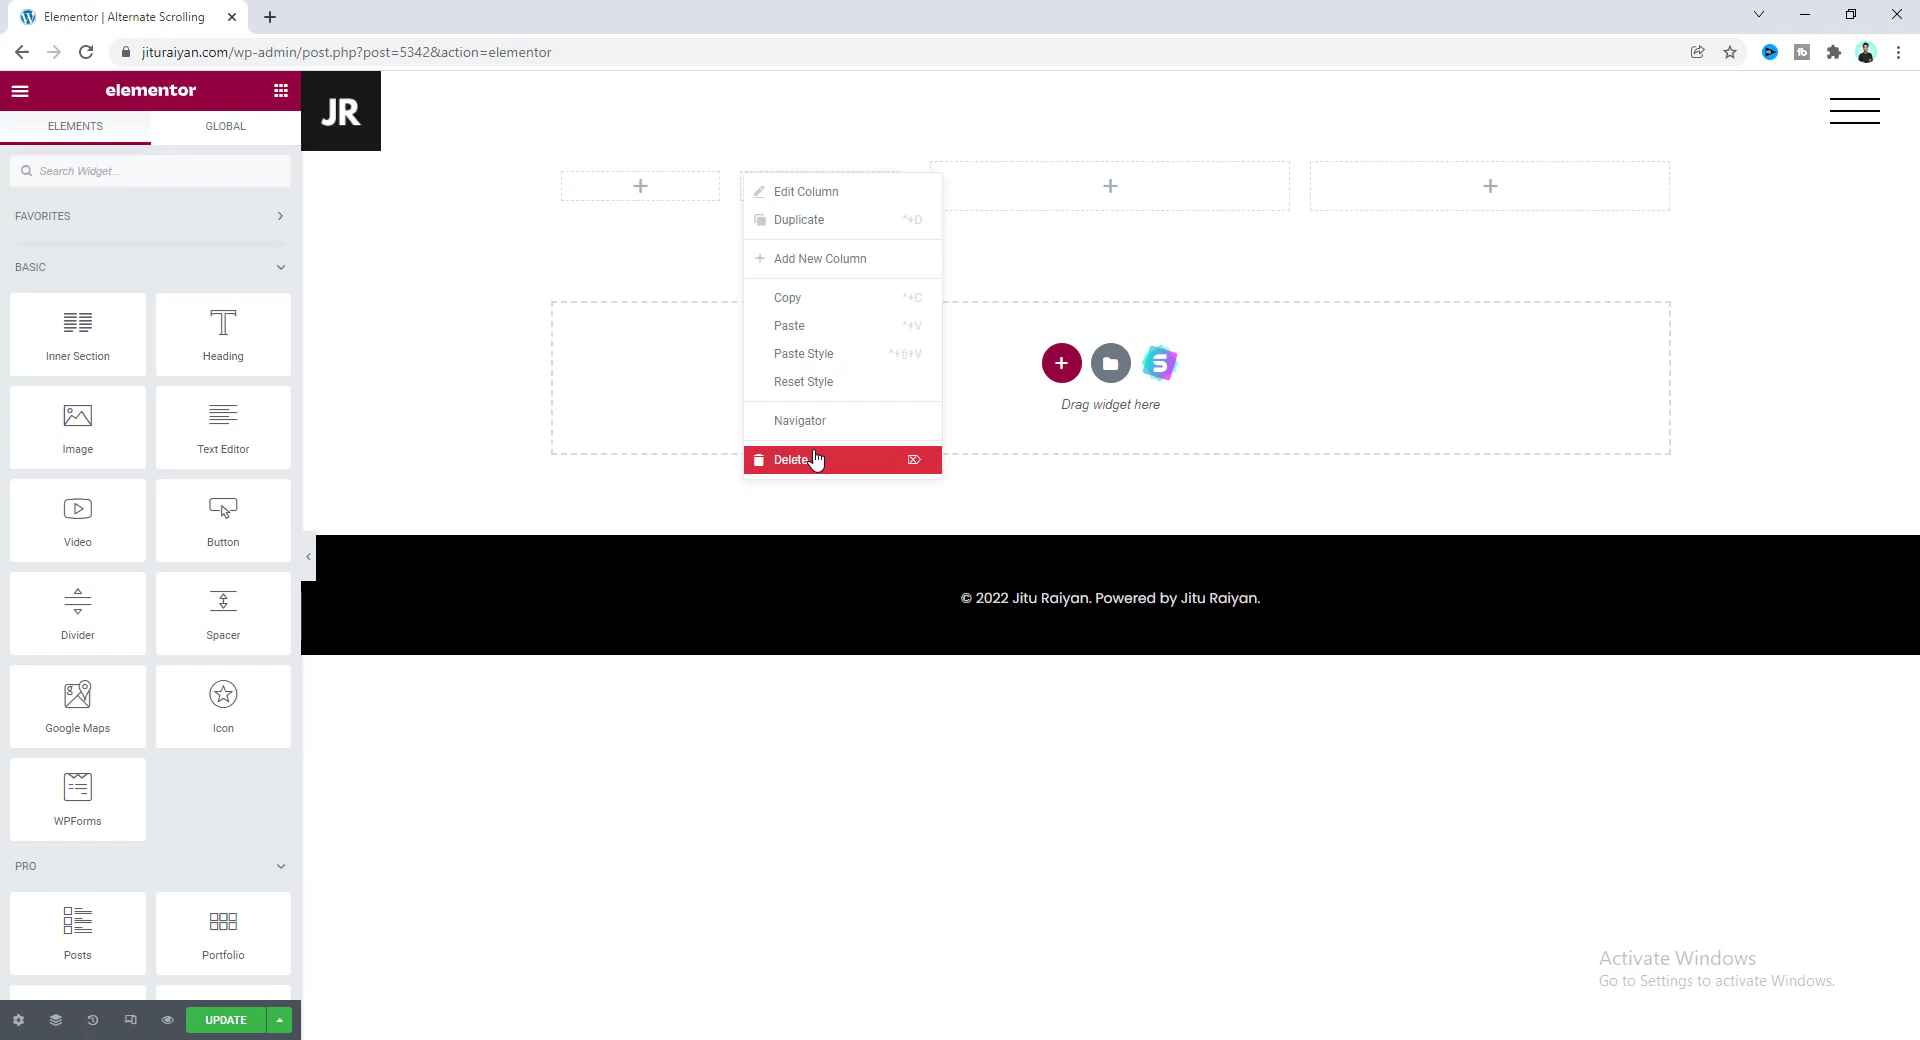 Elementor | Alternate Scrolling
jituraiyan.com/wp-admin/post.php?post=5342&action=elementor
elementor
JR
ELEMENTS
GLOBAL
Search Widget...
FAVORITES
BASIC
Inner Section
Heading
Image
Text Editor
Video
Button
Divider
Spacer
Google Maps
Icon
WPForms
PRO
Posts
Portfolio
UPDATE
Edit Column
Duplicate ^+D
Add New Column
Copy ^+C
Paste ^+V
Paste Style ^+⇧+V
Reset Style
Navigator
Delete ⌦
Drag widget here
© 2022 Jitu Raiyan. Powered by Jitu Raiyan.
Activate Windows
Go to Settings to activate Windows.